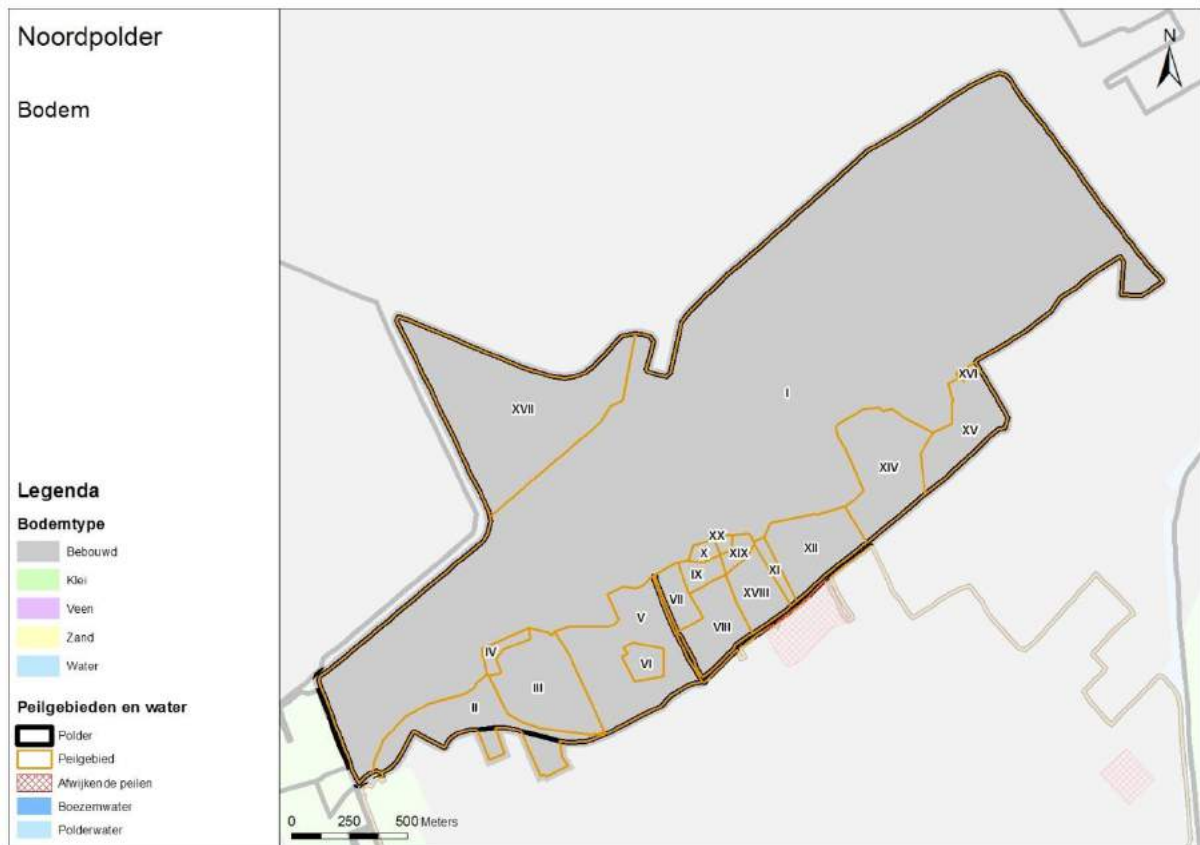 Noordpolder
Bodem
Legenda
Bodemtype
Bebouwd
Klei
Veen
Zand
Water
Peilgebieden en water
Polder
Peilgebied
Afwijkende peilen
Boezemwater
Polderwater
N
I
XVII
XVI
XV
XIV
XX
X
XIX
XII
IX
XI
VII
XVIII
V
VIII
IV
VI
III
II
0 250 500 Meters